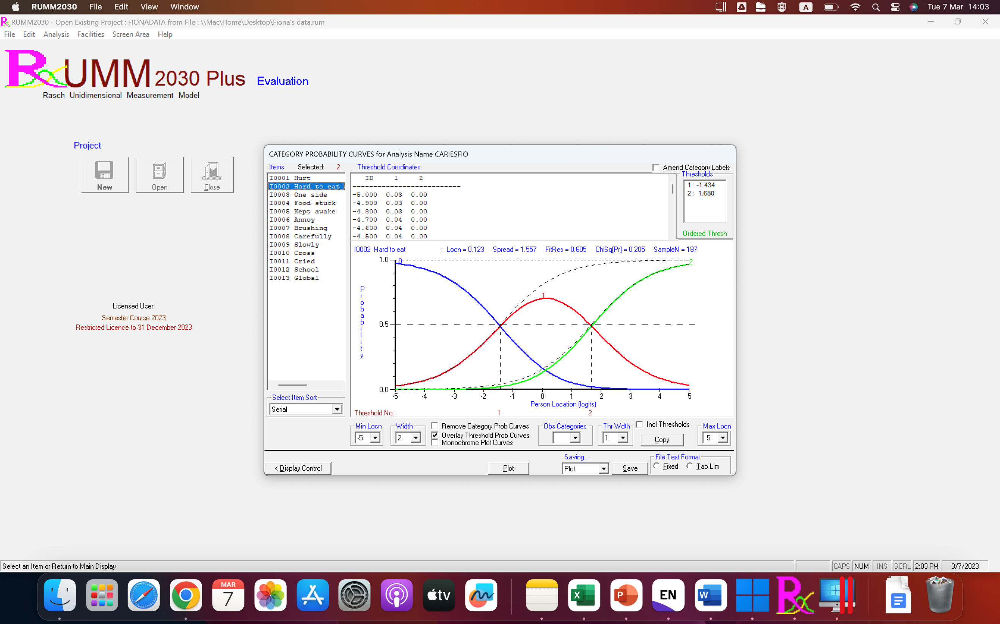 RUMM2030 File Edit View Window
A Tue 7 Mar 14:03
RUMM2030 - Open Existing Project : FIONADATA from File : \\Mac\Home\Desktop\Fiona's data.rum
File Edit Analysis Facilities Screen Area Help
RUMM 2030 Plus Evaluation
Rasch Unidimensional Measurement Model
Project
New Open Close
Licensed User:
Semester Course 2023
Restricted Licence to 31 December 2023
CATEGORY PROBABILITY CURVES for Analysis Name CARIESFIO
Items Selected: 2 Threshold Coordinates
Amend Category Labels
I0001 Hurt
I0002 Hard to eat
I0003 One side
I0004 Food stuck
I0005 Kept awake
I0006 Annoy
I0007 Brushing
I0008 Carefully
I0009 Slowly
I0010 Cross
I0011 Cried
I0012 School
I0013 Global
ID 1 2
--------------------------
-5.000 0.03 0.00
-4.900 0.03 0.00
-4.800 0.03 0.00
-4.700 0.04 0.00
-4.600 0.04 0.00
-4.500 0.04 0.00
Thresholds
1 : -1.434
2 : 1.680
Ordered Thresh
I0002 Hard to eat : Locn = 0.123 Spread = 1.557 FitRes = 0.605 ChiSq[Pr] = 0.205 SampleN = 187
1.0
0
2
1
0.5
0.0
Probability
-5 -4 -3 -2 -1 0 1 2 3 4 5
Person Location (logits)
Threshold No.: 1 2
Select Item Sort
Serial
Min Locn
-5
Width
2
Remove Category Prob Curves
Overlay Threshold Prob Curves
Monochrome Plot Curves
Obs Categories
Thr Wdth
1
Incl Thresholds
Copy
Max Locn
5
< Display Control
Plot
Saving ...
Plot
Save
File Text Format
Fixed Tab Lim
Select an Item or Return to Main Display
CAPS NUM INS SCRL 2:03 PM 3/7/2023
MAR
7
tv
X
P
EN
W